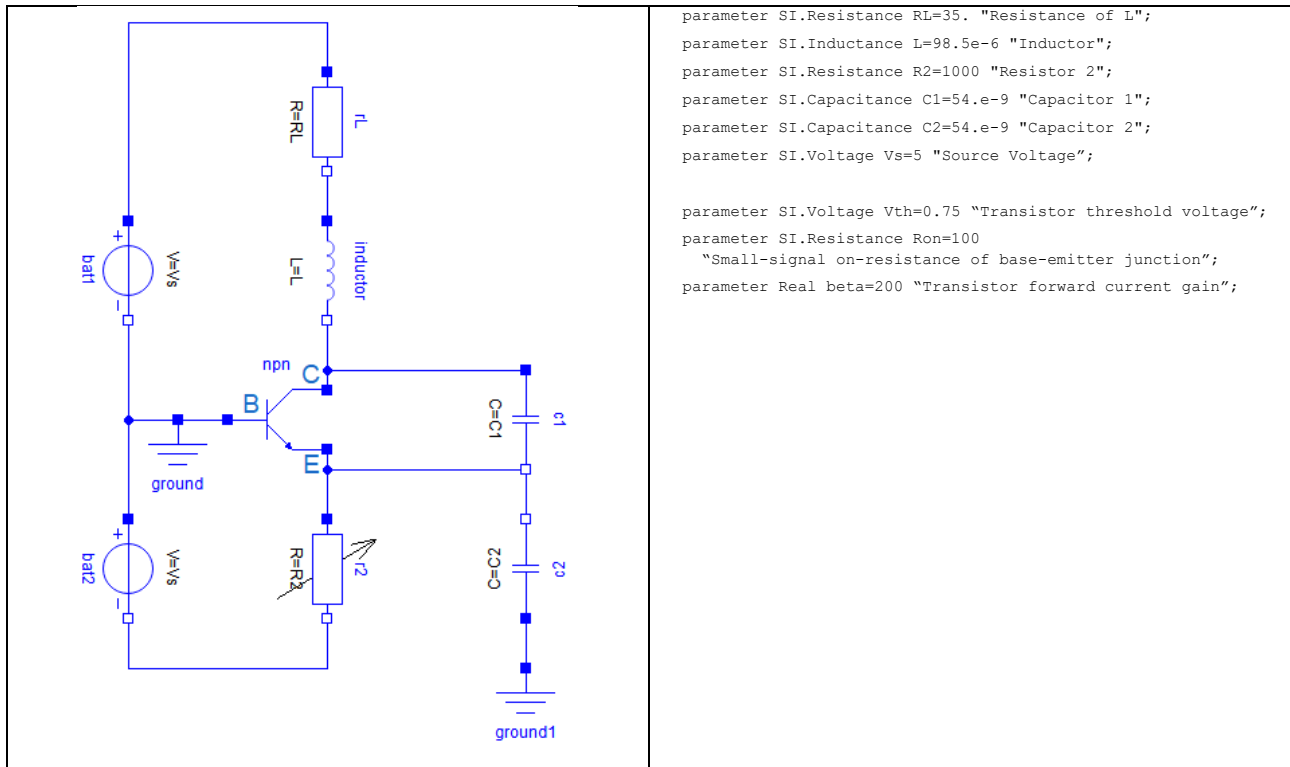 R=RL
rL
+
bat1
-
V=Vs
L=L
inductor
npn
C
B
E
ground
C=C1
c1
+
bat2
-
V=Vs
R=R2
r2
C=C2
c2
ground1
parameter SI.Resistance RL=35. "Resistance of L";
parameter SI.Inductance L=98.5e-6 "Inductor";
parameter SI.Resistance R2=1000 "Resistor 2";
parameter SI.Capacitance C1=54.e-9 "Capacitor 1";
parameter SI.Capacitance C2=54.e-9 "Capacitor 2";
parameter SI.Voltage Vs=5 "Source Voltage”;
parameter SI.Voltage Vth=0.75 “Transistor threshold voltage”;
parameter SI.Resistance Ron=100
“Small-signal on-resistance of base-emitter junction”;
parameter Real beta=200 “Transistor forward current gain”;